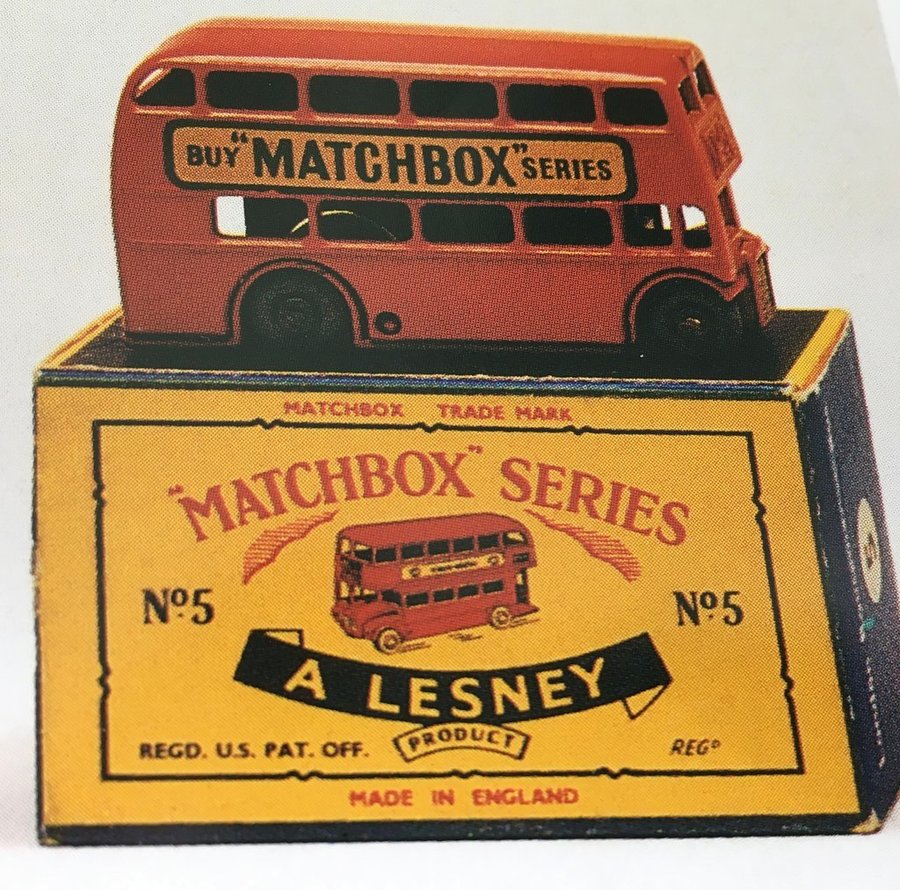 BUY "MATCHBOX" SERIES
MATCHBOX TRADE MARK
"MATCHBOX" SERIES
Nº5 Nº5
A LESNEY
PRODUCT
REGD. U.S. PAT. OFF. REGD
MADE IN ENGLAND
5